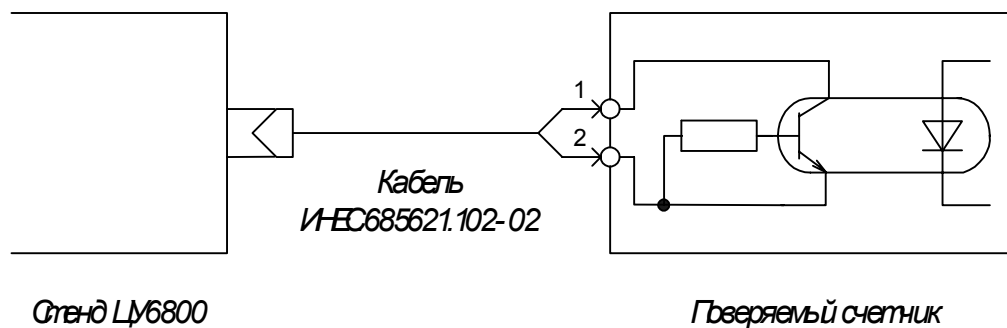 1
2
Кабель
ИНЕС685621.102-02
Стенд ЦУ6800
Поверяемый счетчик